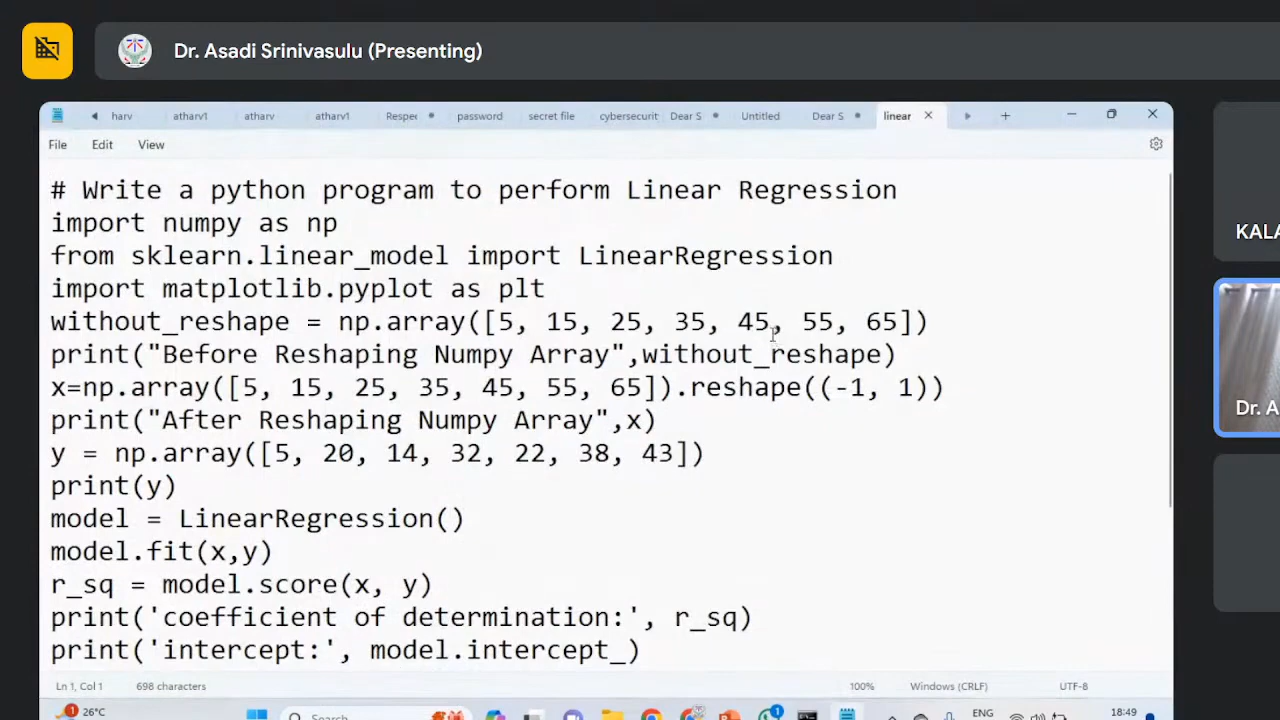 Dr. Asadi Srinivasulu (Presenting)
harv atharv1 atharv atharv1 Respec password secret file cybersecurit Dear S Untitled Dear S linear
File Edit View
# Write a python program to perform Linear Regression
import numpy as np
from sklearn.linear_model import LinearRegression
import matplotlib.pyplot as plt
without_reshape = np.array([5, 15, 25, 35, 45, 55, 65])
print("Before Reshaping Numpy Array",without_reshape)
x=np.array([5, 15, 25, 35, 45, 55, 65]).reshape((-1, 1))
print("After Reshaping Numpy Array",x)
y = np.array([5, 20, 14, 32, 22, 38, 43])
print(y)
model = LinearRegression()
model.fit(x,y)
r_sq = model.score(x, y)
print('coefficient of determination:', r_sq)
print('intercept:', model.intercept_)
KALA
Dr. A
Ln 1, Col 1 698 characters 100% Windows (CRLF) UTF-8
1 26°C Search 1 ENG 18:49